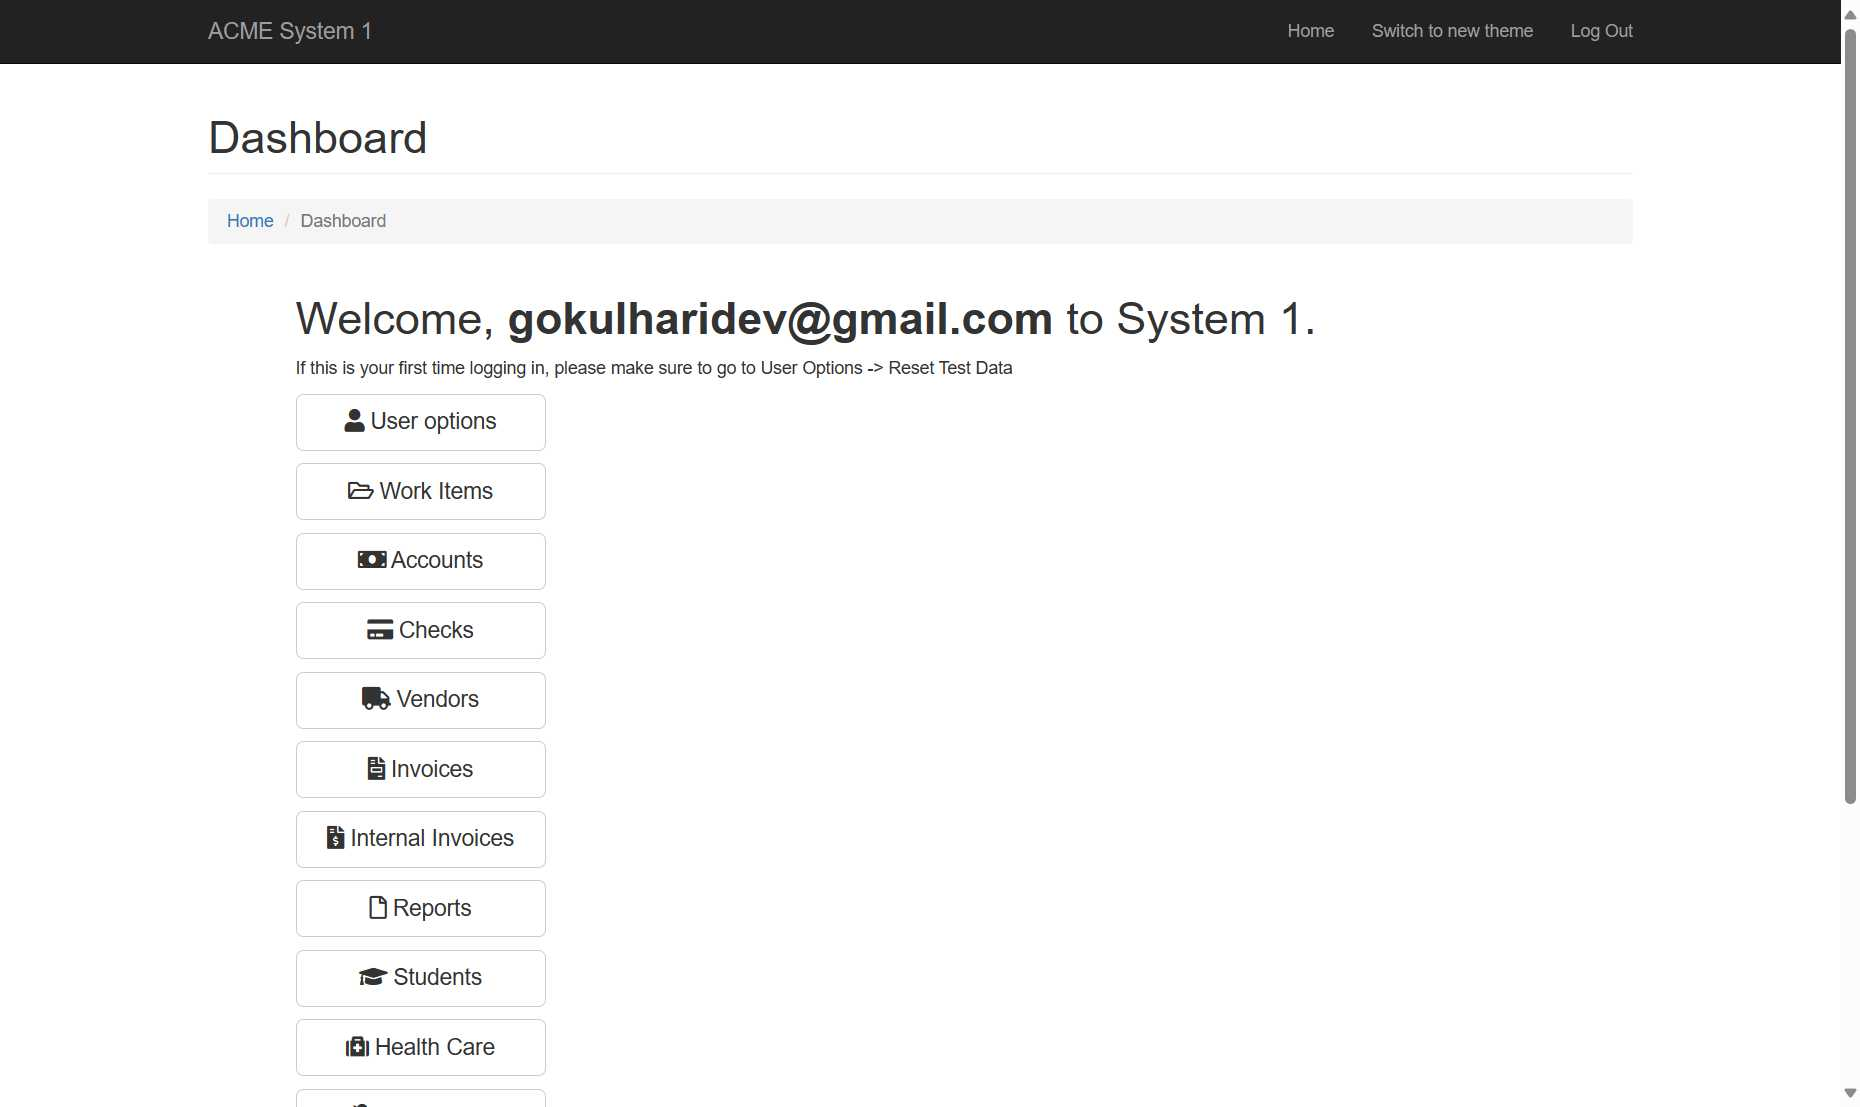 ACME System 1
Home
Switch to new theme
Log Out
Dashboard
Home / Dashboard
Welcome, gokulharidev@gmail.com to System 1.
If this is your first time logging in, please make sure to go to User Options -> Reset Test Data
User options
Work Items
Accounts
Checks
Vendors
Invoices
Internal Invoices
Reports
Students
Health Care